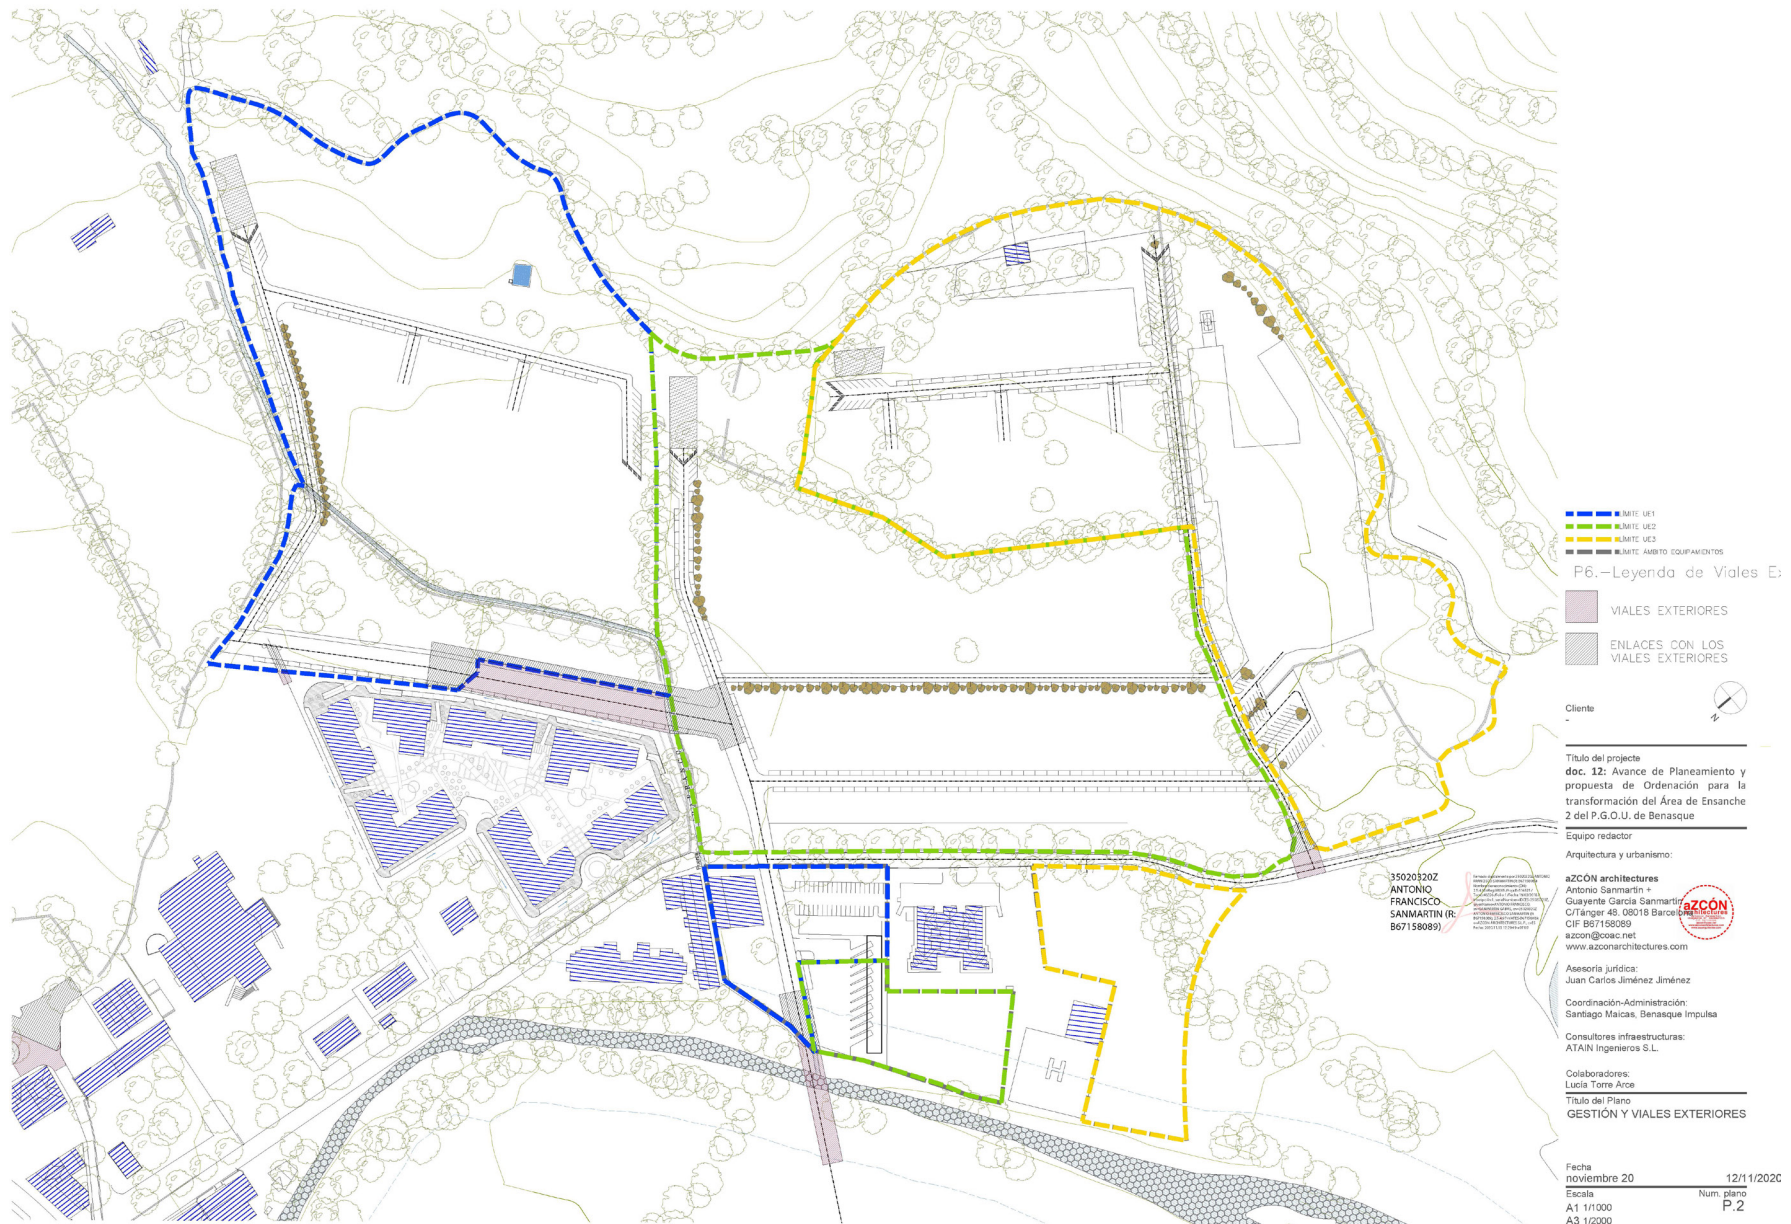 LÍMITE UE1
LÍMITE UE2
LÍMITE UE3
LÍMITE ÁMBITO EQUIPAMIENTOS
P6.-Leyenda de Viales Ex
VIALES EXTERIORES
ENLACES CON LOS
VIALES EXTERIORES
N
Cliente
-
Título del projecte
doc. 12: Avance de Planeamiento y
propuesta de Ordenación para la
transformación del Área de Ensanche
2 del P.G.O.U. de Benasque
Equipo redactor
Arquitectura y urbanismo:
aZCÓN architectures
Antonio Sanmartín +
Guayente García Sanmartín
C/Tánger 48, 08018 Barcelona
CIF B67158089
azcon@coac.net
www.azconarchitectures.com
aZCÓN
architectures
Asesoría jurídica:
Juan Carlos Jiménez Jiménez
Coordinación-Administración:
Santiago Maicas, Benasque Impulsa
Consultores infraestructuras:
ATAIN Ingenieros S.L.
Colaboradores:
Lucía Torre Arce
Título del Plano
GESTIÓN Y VIALES EXTERIORES
Fecha
noviembre 20 12/11/2020
Escala Num. plano
A1 1/1000 P.2
A3 1/2000
35020320Z
ANTONIO
FRANCISCO
SANMARTIN (R:
B67158089)
H